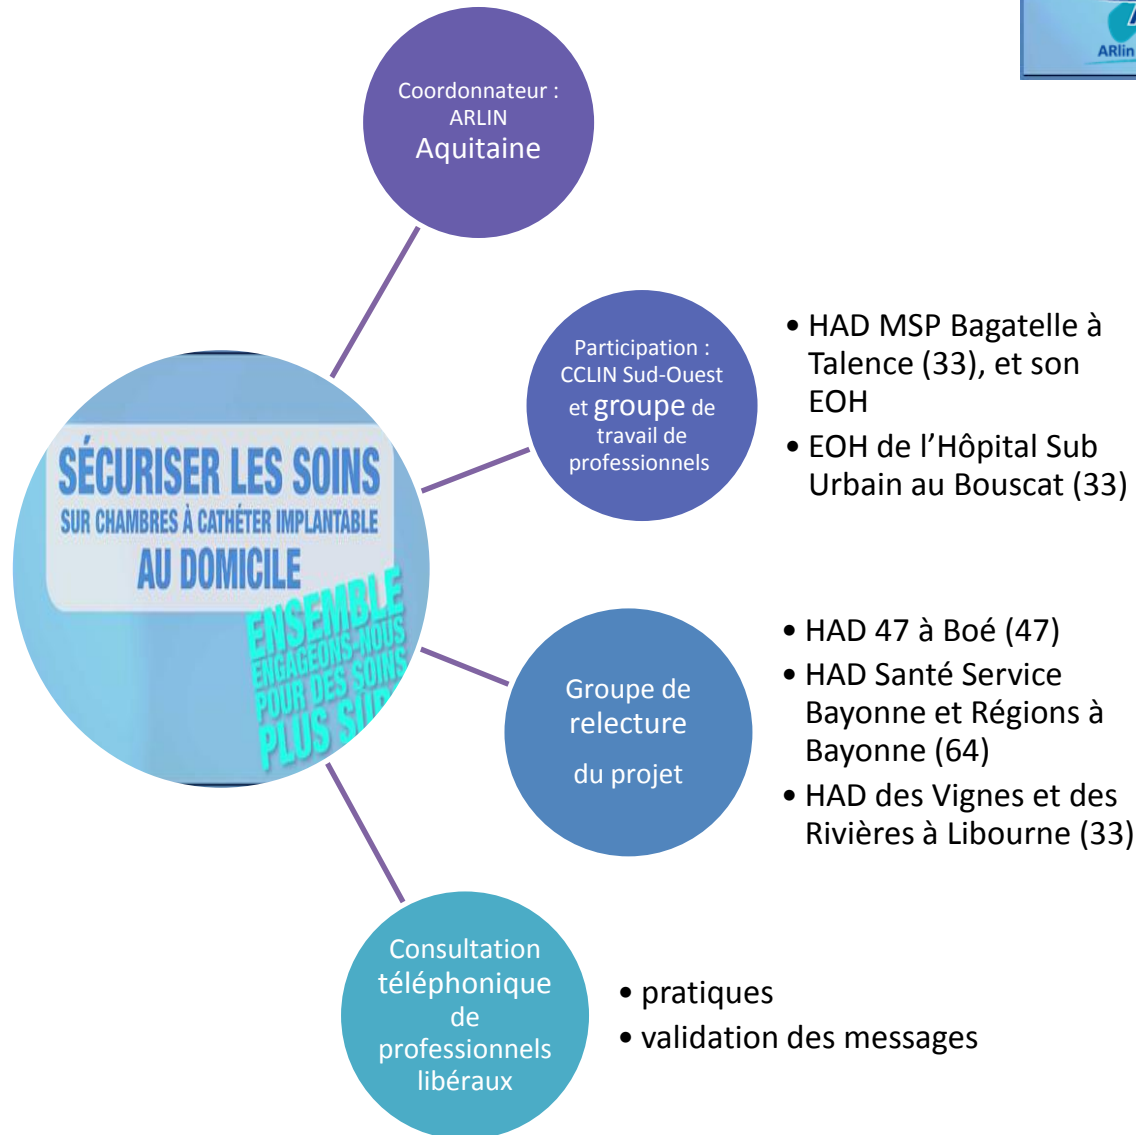 ARlin
Coordonnateur :
ARLIN
Aquitaine
Participation :
CCLIN Sud-Ouest
et groupe de
travail de
professionnels
• HAD MSP Bagatelle à
Talence (33), et son
EOH
• EOH de l’Hôpital Sub
Urbain au Bouscat (33)
SÉCURISER LES SOINS
SUR CHAMBRES À CATHÉTER IMPLANTABLE
AU DOMICILE
ENSEMBLE
ENGAGEONS-NOUS
POUR DES SOINS
PLUS SÛRS
Groupe de
relecture
du projet
• HAD 47 à Boé (47)
• HAD Santé Service
Bayonne et Régions à
Bayonne (64)
• HAD des Vignes et des
Rivières à Libourne (33)
Consultation
téléphonique
de
professionnels
libéraux
• pratiques
• validation des messages